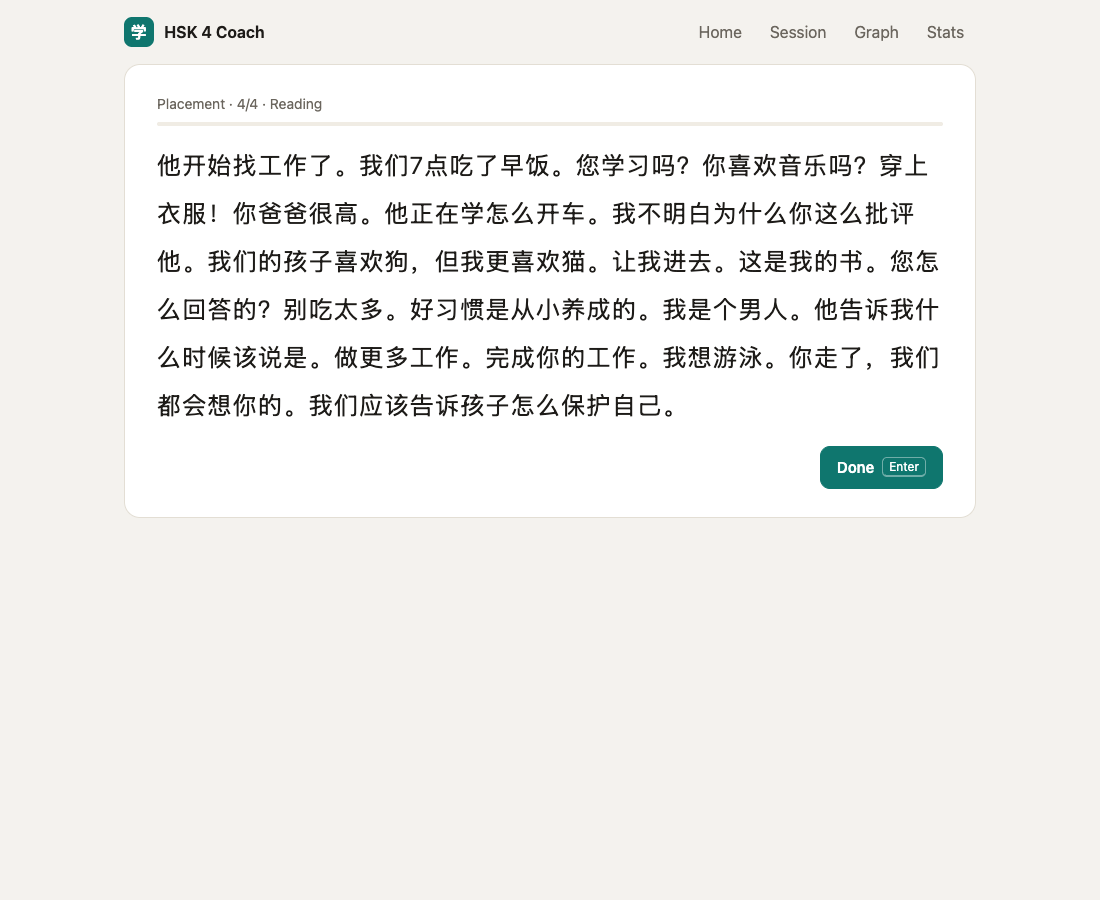 学 HSK 4 Coach
Home Session Graph Stats
Placement · 4/4 · Reading
他开始找工作了。我们7点吃了早饭。您学习吗？你喜欢音乐吗？穿上
衣服！你爸爸很高。他正在学怎么开车。我不明白为什么你这么批评
他。我们的孩子喜欢狗，但我更喜欢猫。让我进去。这是我的书。您怎
么回答的？别吃太多。好习惯是从小养成的。我是个男人。他告诉我什
么时候该说是。做更多工作。完成你的工作。我想游泳。你走了，我们
都会想你的。我们应该告诉孩子怎么保护自己。
Done Enter